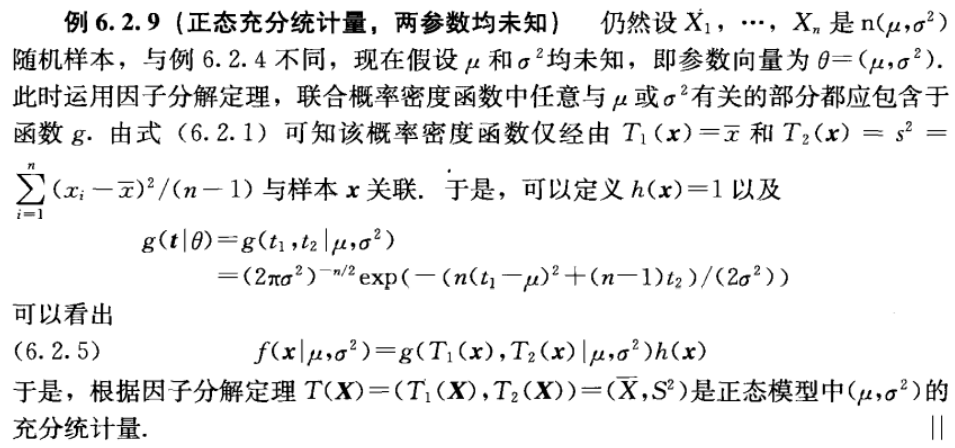 例 6.2.9（正态充分统计量，两参数均未知） 仍然设 X₁，…，Xₙ 是 n(μ,σ²)
随机样本，与例 6.2.4 不同，现在假设 μ 和 σ² 均未知，即参数向量为 θ=(μ,σ²).
此时运用因子分解定理，联合概率密度函数中任意与 μ 或 σ² 有关的部分都应包含于
函数 g. 由式（6.2.1）可知该概率密度函数仅经由 T₁(x)=x̅ 和 T₂(x) = s² =
∑ᵢ₌₁ⁿ(xᵢ−x̅)²/(n−1) 与样本 x 关联. 于是，可以定义 h(x)=1 以及
g(t|θ)=g(t₁,t₂|μ,σ²)
=(2πσ²)⁻ⁿ/²exp(−(n(t₁−μ)²+(n−1)t₂)/(2σ²))
可以看出
(6.2.5) f(x|μ,σ²)=g(T₁(x),T₂(x)|μ,σ²)h(x)
于是，根据因子分解定理 T(X)=(T₁(X),T₂(X))=(X̅,S²)是正态模型中(μ,σ²)的
充分统计量. ||